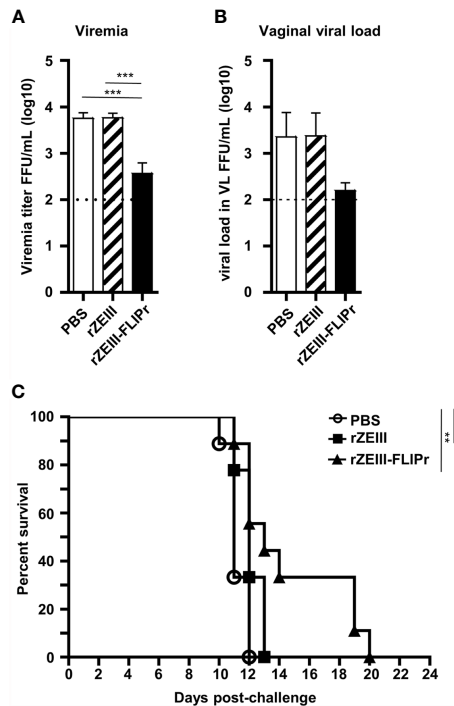 A
Viremia
Viremia titer FFU/mL (log10)
5
4
3
2
1
0
***
***
PBS
rZEIII
rZEIII-FLIPr
B
Vaginal viral load
viral load in VL FFU/mL (log10)
5
4
3
2
1
0
PBS
rZEIII
rZEIII-FLIPr
C
Percent survival
100
80
60
40
20
0
0 2 4 6 8 10 12 14 16 18 20 22 24
Days post-challenge
PBS
rZEIII
rZEIII-FLIPr
**